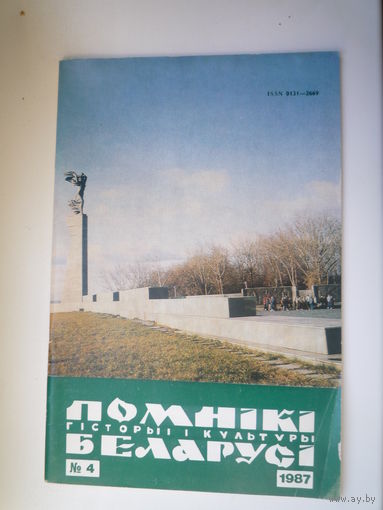 ISSN 0131—2669
ПОМНІКІ
ГІСТОРЫІ І КУЛЬТУРЫ
БЕЛАРУСІ
№ 4
1987
ay.by